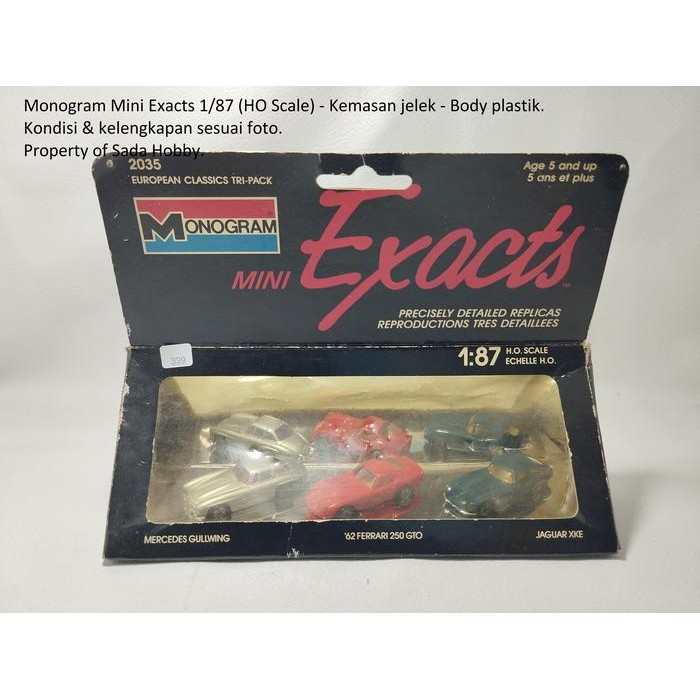 Monogram Mini Exacts 1/87 (HO Scale) - Kemasan jelek - Body plastik.
Kondisi & kelengkapan sesuai foto.
Property of Sada Hobby.
2035
EUROPEAN CLASSICS TRI-PACK
Age 5 and up
5 ans et plus
MONOGRAM
MINI Exacts
TM
PRECISELY DETAILED REPLICAS
REPRODUCTIONS TRES DETAILLEES
1:87 H.O. SCALE
ECHELLE H.O.
339
MERCEDES GULLWING
'62 FERRARI 250 GTO
JAGUAR XKE